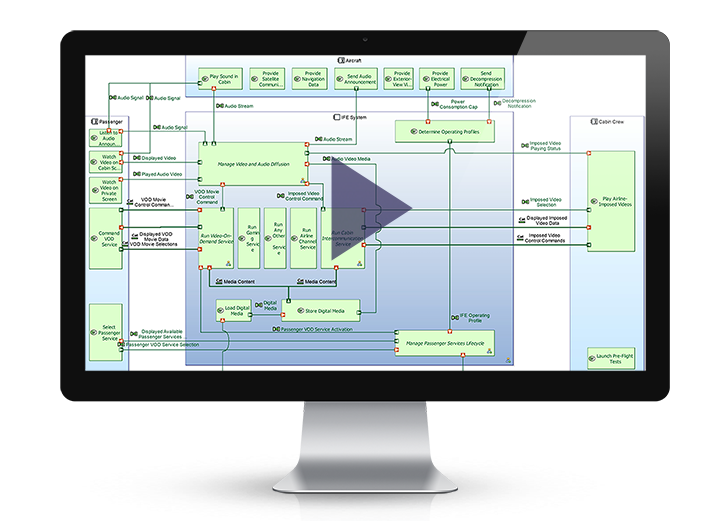 Aircraft
Play Sound in
Cabin
Provide
Satellite
Communi...
Provide
Navigation
Data
Send Audio
Announcement
Provide
Exterior-
View Vi...
Provide
Electrical
Power
Send
Decompression
Notification
Audio Signal
Audio Signal
Audio Stream
Power
Consumption Cap
Decompression
Notification
Passenger
IFE System
Cabin Crew
Listen to
Audio
Announ...
Audio Signal
Audio Stream
Determine Operating Profiles
Watch
Video on
Cabin Sc...
Displayed Video
Manage Video and Audio Diffusion
Audio Video Media
Imposed Video
Playing Status
Played Audio Video
Watch
Video on
Private
Screen
VOD Movie
Control
Command
Imposed Video
Control Command
Play Airline-
Imposed Videos
VOD Movie
Control Comman...
Imposed Video
Selection
Command
VOD
Service
Displayed VOD
Movie Data
VOD Movie Selections
Run Video-On-
Demand Service
Run
Gamin
g
Servic
e
Run
Any
Other
Servic
e
Run
Airline
Channel
Service
Run Cabin
Intercommunication
Service
Displayed Imposed
Video Data
Imposed Video
Control Commands
Media Content
Media Content
Load Digital
Media
Digital
Media
Store Digital Media
IFE Operating
Profile
Select
Passenger
Service
Displayed Available
Passenger Services
Passenger VOD Service Activation
Passenger VOD Service Selection
Manage Passenger Services Lifecycle
Launch Pre-Flight
Tests